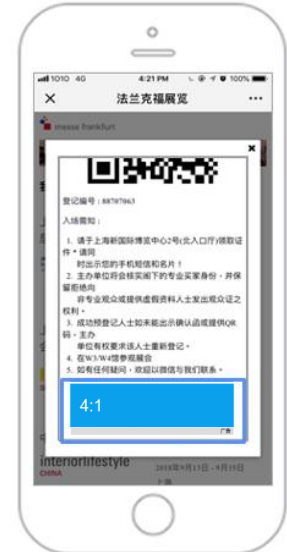 1010 4G 4:21 PM 100%
法兰克福展览
messe frankfurt
登记编号：88707063
入场需知：
1. 请于上海新国际博览中心2号(北入口厅)领取证
件。请同
时出示您的手机短信和名片！
2. 主办单位将会核实阁下的专业买家身份，并保
留拒绝向
非专业观众或提供虚假资料人士发出观众证之
权利。
3. 成功预登记人士如未能出示确认函或提供QR
码，主办
单位有权要求该人士重新登记。
4. 在W3/W4馆参观展会
5. 如有任何疑问，欢迎以微信与我们联系。
4:1
广告
interiorlifestyle
CHINA
2018年9月13日 - 9月15日
上海